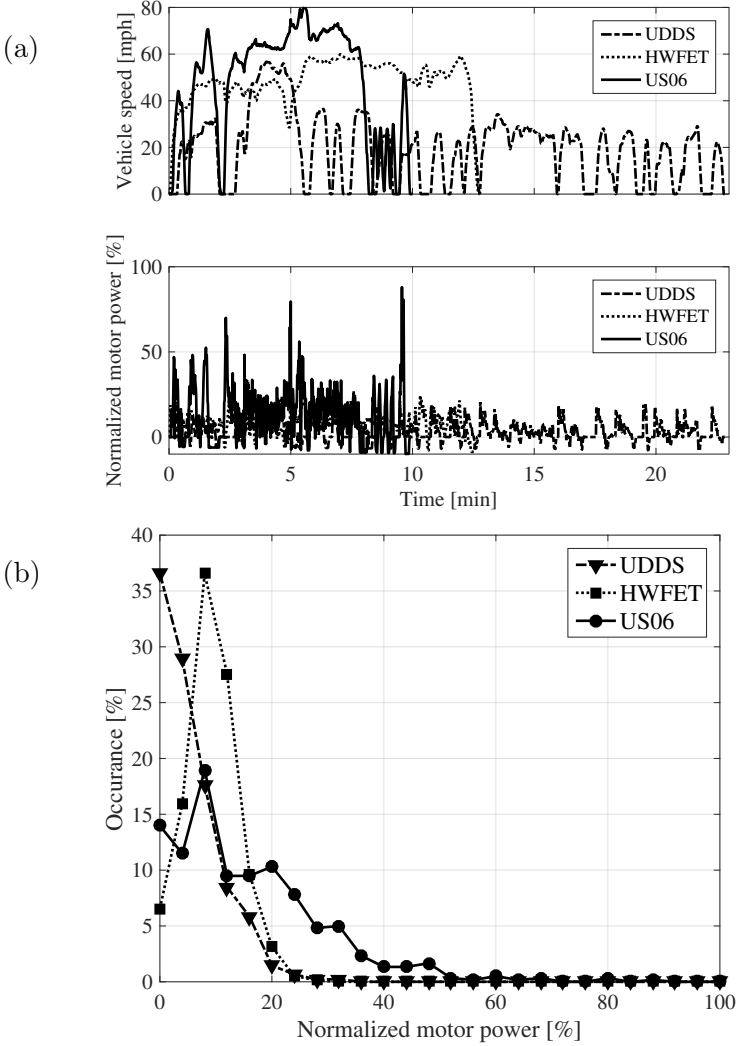 (a)
Vehicle speed [mph]
80
60
40
20
0
UDDS
HWFET
US06
Normalized motor power [%]
100
50
0
UDDS
HWFET
US06
0 5 10 15 20
Time [min]
(b)
Occurance [%]
40
35
30
25
20
15
10
5
0
UDDS
HWFET
US06
0 20 40 60 80 100
Normalized motor power [%]